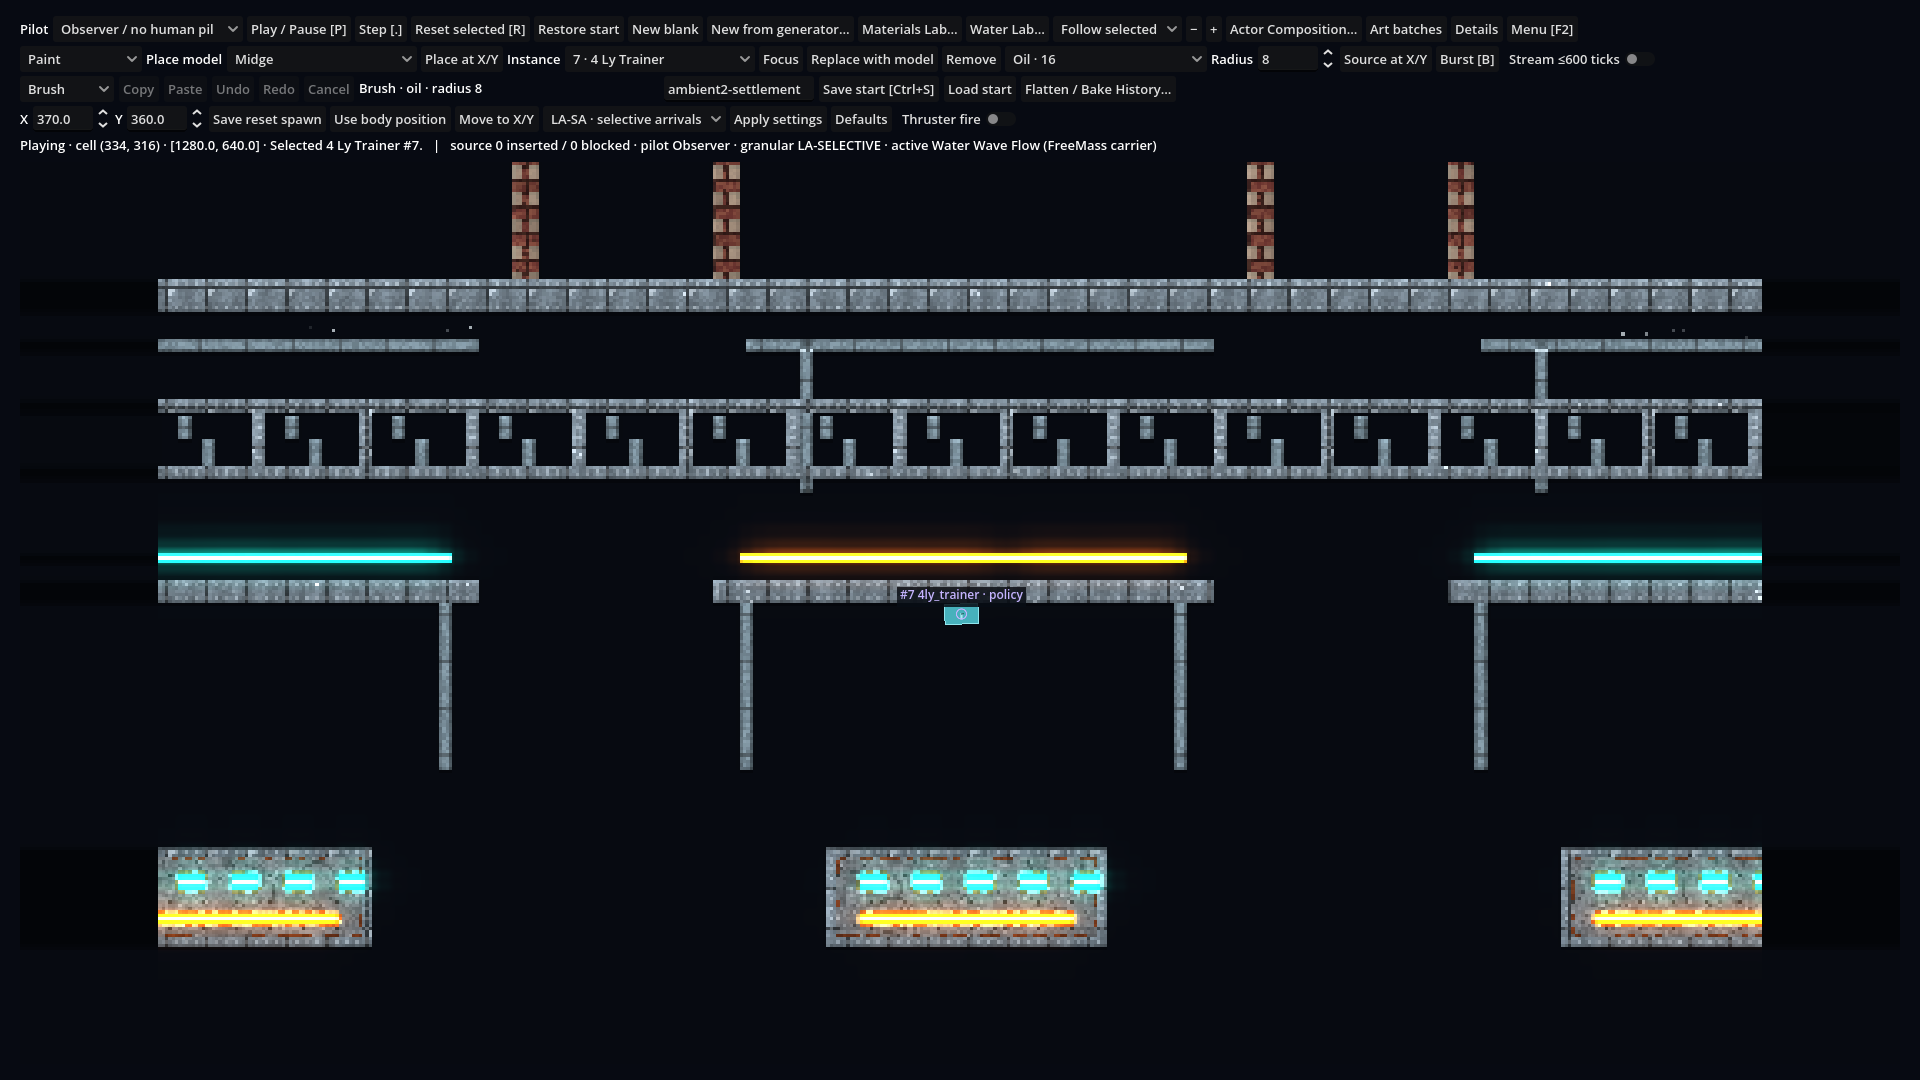 Pilot Observer / no human pil Play / Pause [P] Step [.] Reset selected [R] Restore start New blank New from generator... Materials Lab... Water Lab... Follow selected − + Actor Composition... Art batches Details Menu [F2]
Paint Place model Midge Place at X/Y Instance 7 · 4 Ly Trainer Focus Replace with model Remove Oil · 16 Radius 8 Source at X/Y Burst [B] Stream ≤600 ticks
Brush Copy Paste Undo Redo Cancel Brush · oil · radius 8 ambient2-settlement Save start [Ctrl+S] Load start Flatten / Bake History...
X 370.0 Y 360.0 Save reset spawn Use body position Move to X/Y LA-SA · selective arrivals Apply settings Defaults Thruster fire
Playing · cell (334, 316) · [1280.0, 640.0] · Selected 4 Ly Trainer #7. | source 0 inserted / 0 blocked · pilot Observer · granular LA-SELECTIVE · active Water Wave Flow (FreeMass carrier)
#7 4ly_trainer · policy